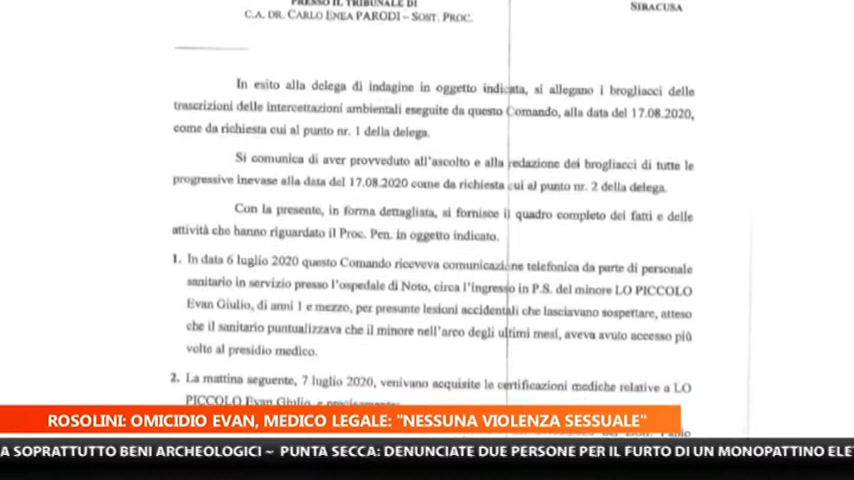 PRESSO IL TRIBUNALE DI
C.A. DR. CARLO ENEA PARODI – SOST. PROC.
SIRACUSA
In esito alla delega di indagine in oggetto indicata, si allegano i brogliacci delle
trascrizioni delle intercettazioni ambientali eseguite da questo Comando, alla data del 17.08.2020,
come da richiesta cui al punto nr. 1 della delega.
Si comunica di aver provveduto all'ascolto e alla redazione dei brogliacci di tutte le
progressive inevase alla data del 17.08.2020 come da richiesta cui al punto nr. 2 della delega.
Con la presente, in forma dettagliata, si fornisce il quadro completo dei fatti e delle
attività che hanno riguardato il Proc. Pen. in oggetto indicato.
1. In data 6 luglio 2020 questo Comando riceveva comunicazione telefonica da parte di personale
sanitario in servizio presso l'ospedale di Noto, circa l'ingresso in P.S. del minore LO PICCOLO
Evan Giulio, di anni 1 e mezzo, per presunte lesioni accidentali che lasciavano sospettare, atteso
che il sanitario puntualizzava che il minore nell'arco degli ultimi mesi, aveva avuto accesso più
volte al presidio medico.
2. La mattina seguente, 7 luglio 2020, venivano acquisite le certificazioni mediche relative a LO
PICCOLO Evan Giulio, e precisamente:
ROSOLINI: OMICIDIO EVAN, MEDICO LEGALE: "NESSUNA VIOLENZA SESSUALE"
A SOPRATTUTTO BENI ARCHEOLOGICI ~ PUNTA SECCA: DENUNCIATE DUE PERSONE PER IL FURTO DI UN MONOPATTINO ELE